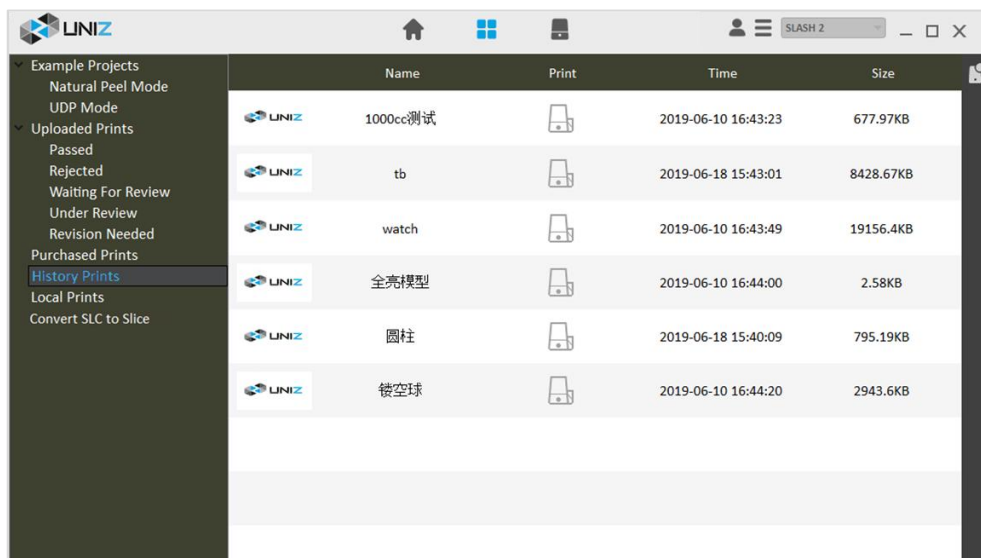 UNIZ
SLASH 2
Example Projects
Natural Peel Mode
UDP Mode
Uploaded Prints
Passed
Rejected
Waiting For Review
Under Review
Revision Needed
Purchased Prints
History Prints
Local Prints
Convert SLC to Slice
Name Print Time Size
UNIZ 1000cc测试 2019-06-10 16:43:23 677.97KB
UNIZ tb 2019-06-18 15:43:01 8428.67KB
UNIZ watch 2019-06-10 16:43:49 19156.4KB
UNIZ 全亮模型 2019-06-10 16:44:00 2.58KB
UNIZ 圆柱 2019-06-18 15:40:09 795.19KB
UNIZ 镂空球 2019-06-10 16:44:20 2943.6KB